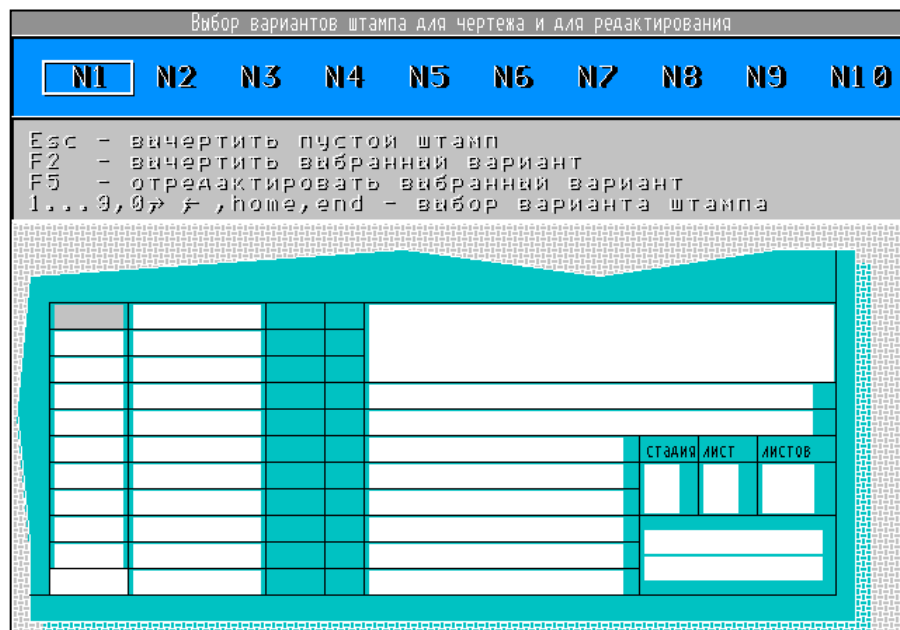 Выбор вариантов штампа для чертежа и для редактирования
N1 N2 N3 N4 N5 N6 N7 N8 N9 N10
Esc - вычертить пустой штамп
F2 - вычертить выбранный вариант
F5 - отредактировать выбранный вариант
1...9,0→ ← ,home,end - выбор варианта штампа
стадия лист листов